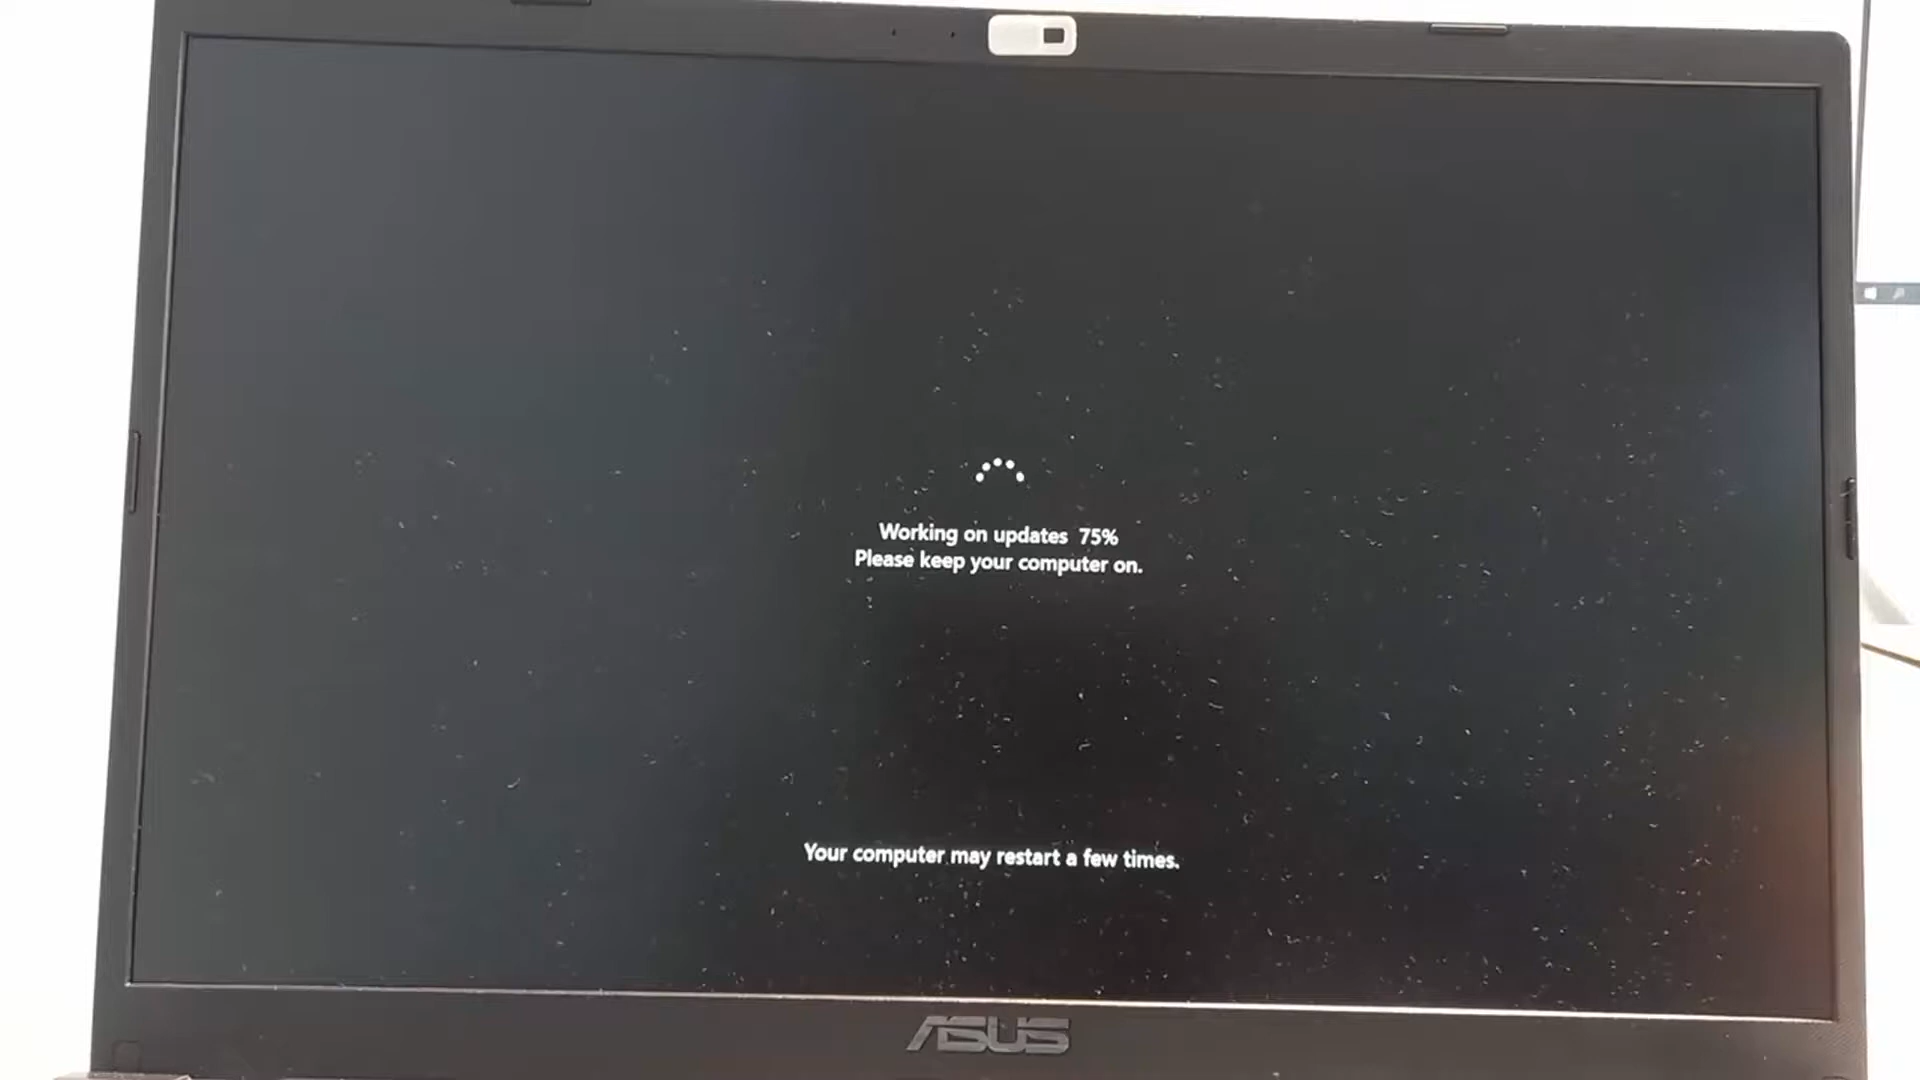 Working on updates 75%
Please keep your computer on.
Your computer may restart a few times.
ASUS